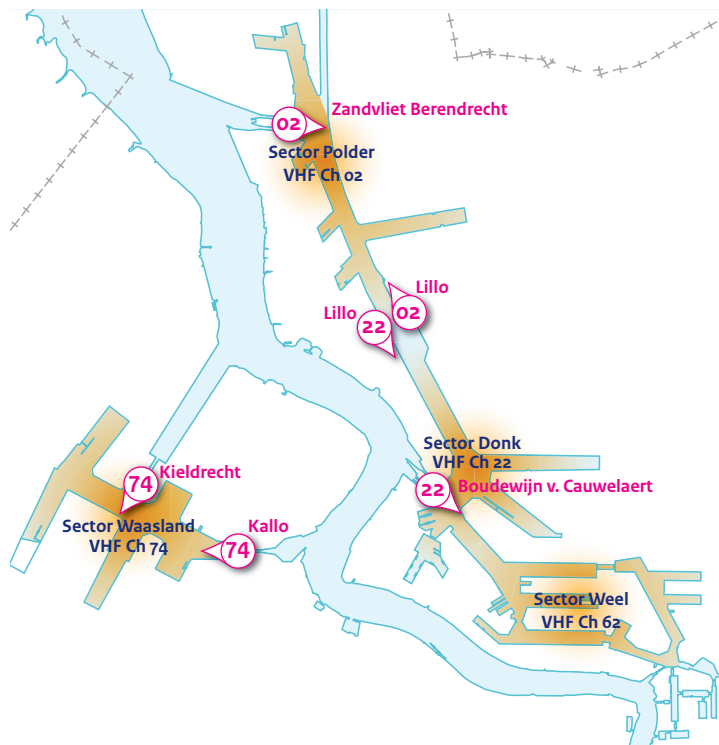 Zandvliet Berendrecht
02
Sector Polder
VHF Ch 02
Lillo
02
Lillo
22
Sector Donk
VHF Ch 22
22
Boudewijn v. Cauwelaert
Kieldrecht
74
Sector Waasland
VHF Ch 74
Kallo
74
Sector Weel
VHF Ch 62